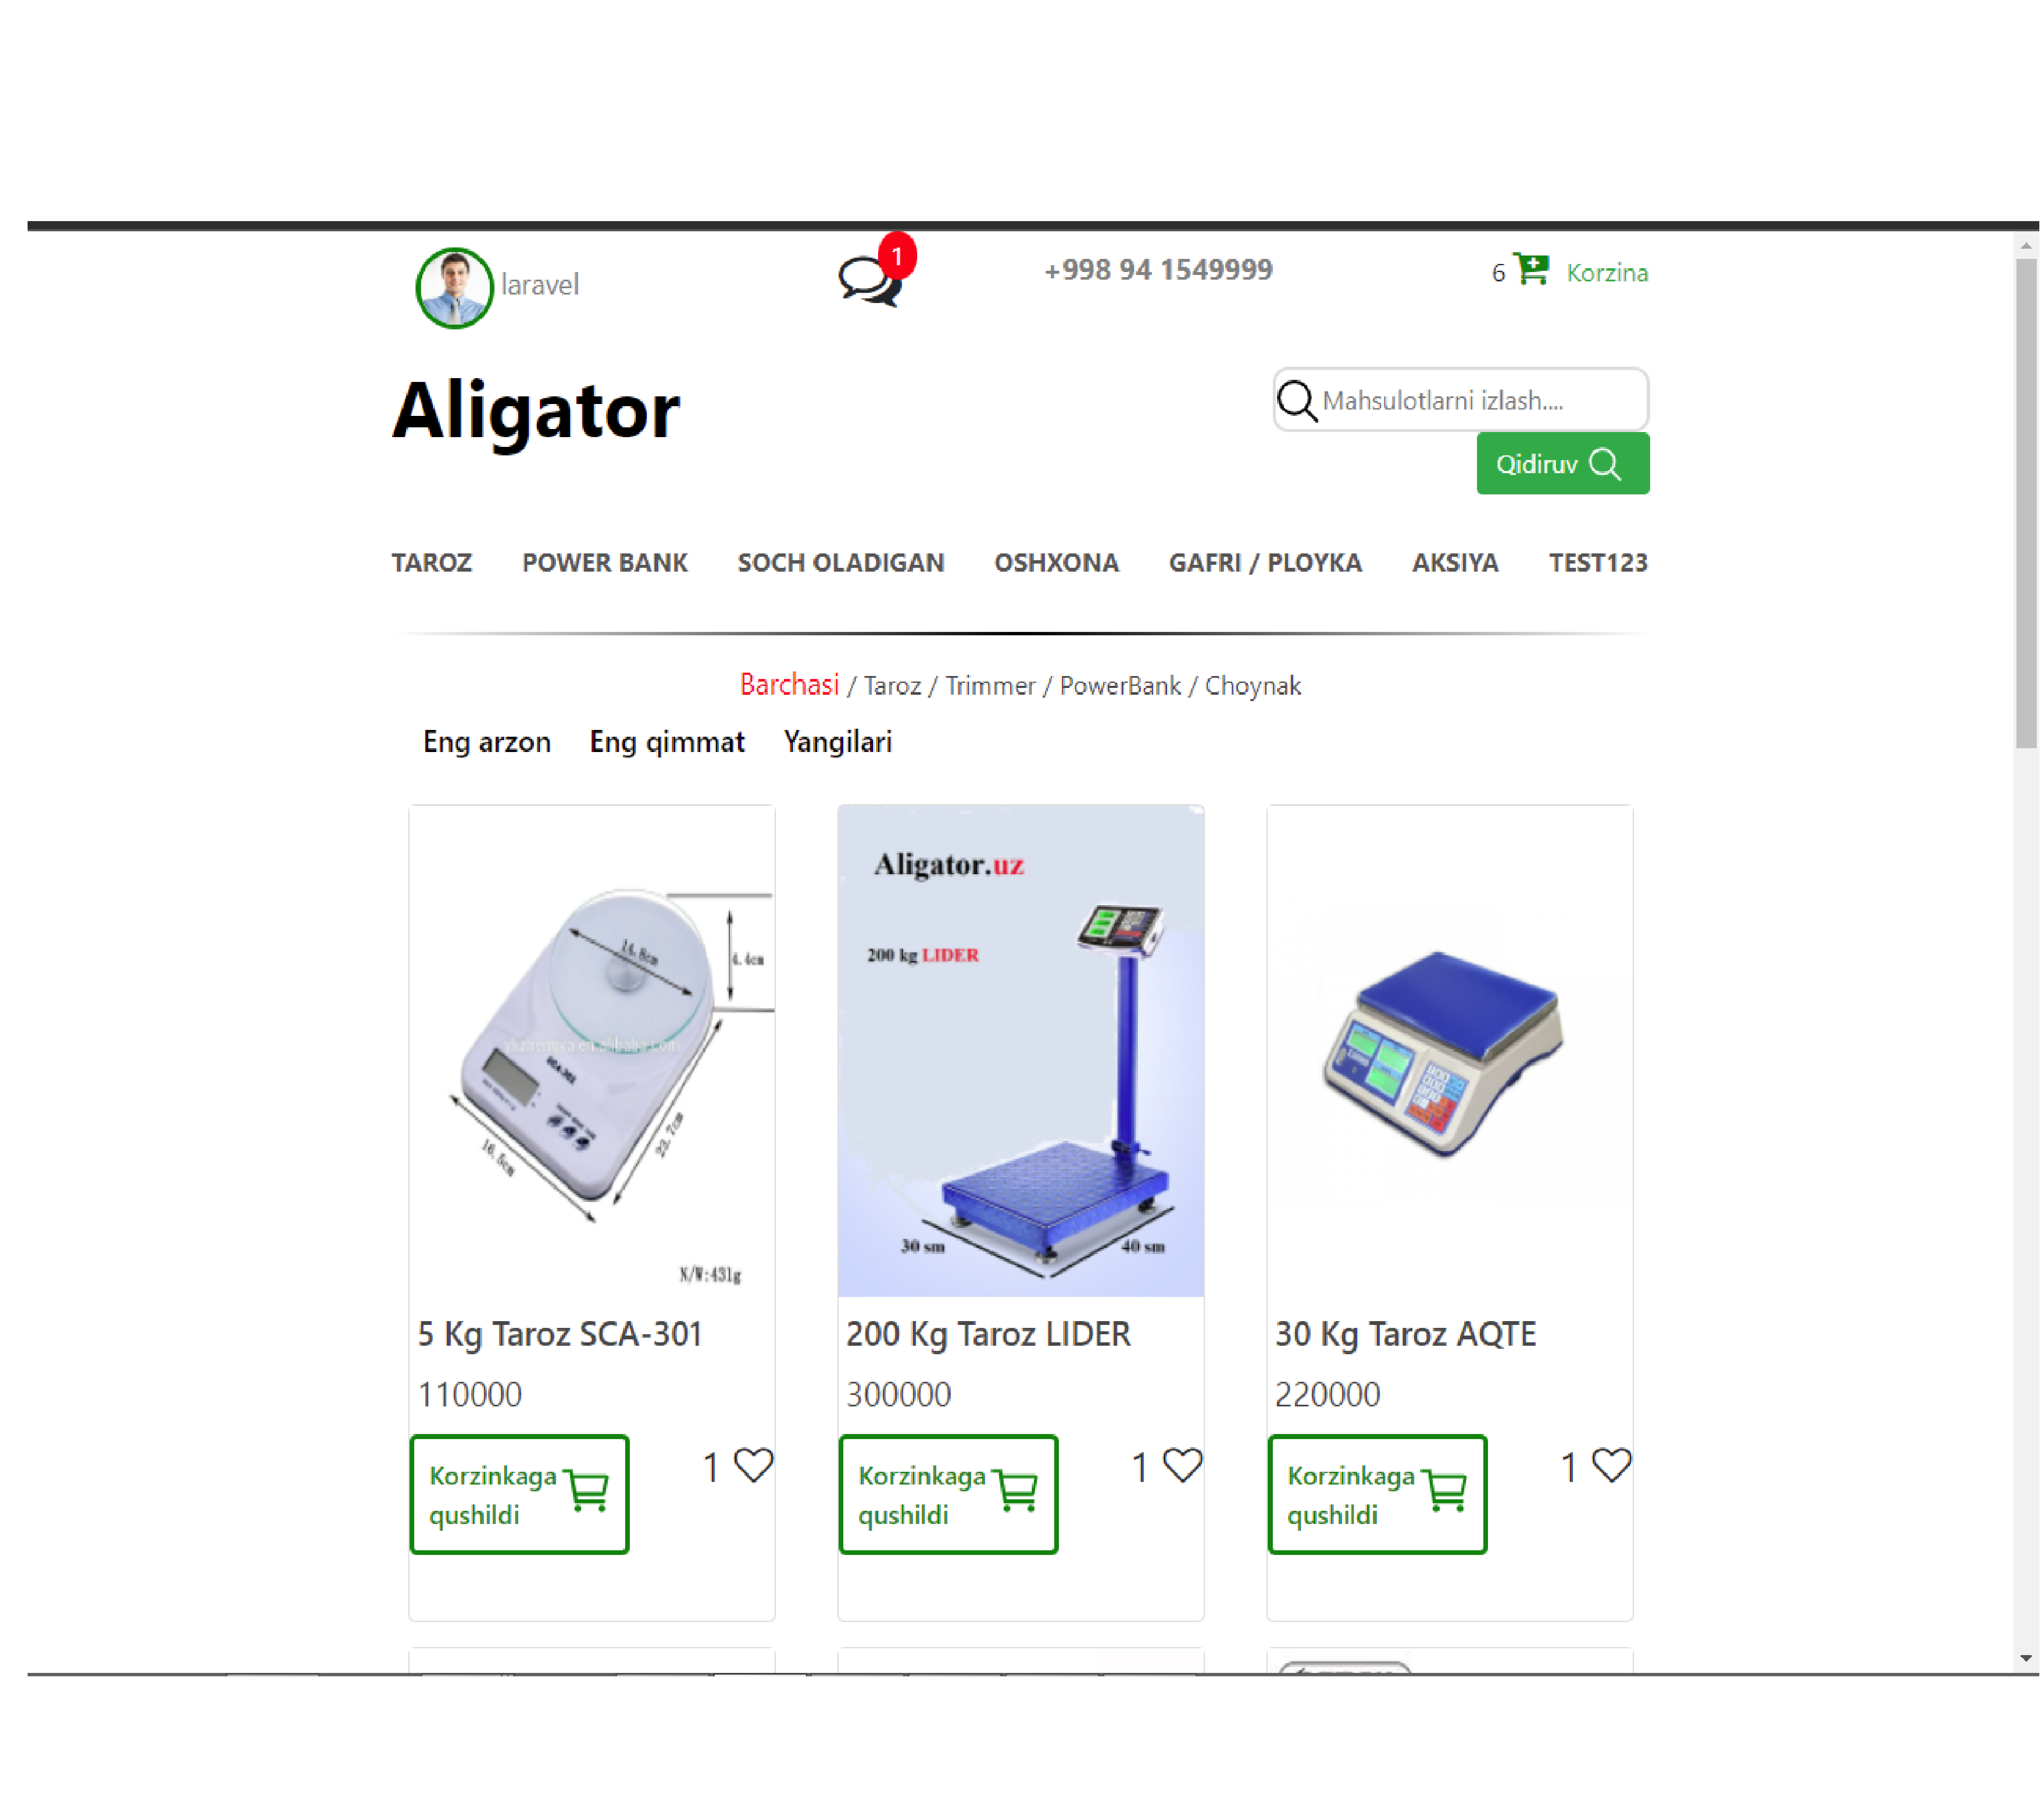 laravel
1
+998 94 1549999
6 Korzina
Aligator
Mahsulotlarni izlash....
Qidiruv
TAROZ POWER BANK SOCH OLADIGAN OSHXONA GAFRI / PLOYKA AKSIYA TEST123
Barchasi / Taroz / Trimmer / PowerBank / Choynak
Eng arzon Eng qimmat Yangilari
14.8cm
4.4cm
SCA-301
16.5cm
23.7cm
N/W:431g
5 Kg Taroz SCA-301
110000
Korzinkaga
qushildi
1
Aligator.uz
200 kg LIDER
30 sm
40 sm
200 Kg Taroz LIDER
300000
Korzinkaga
qushildi
1
30 Kg Taroz AQTE
220000
Korzinkaga
qushildi
1